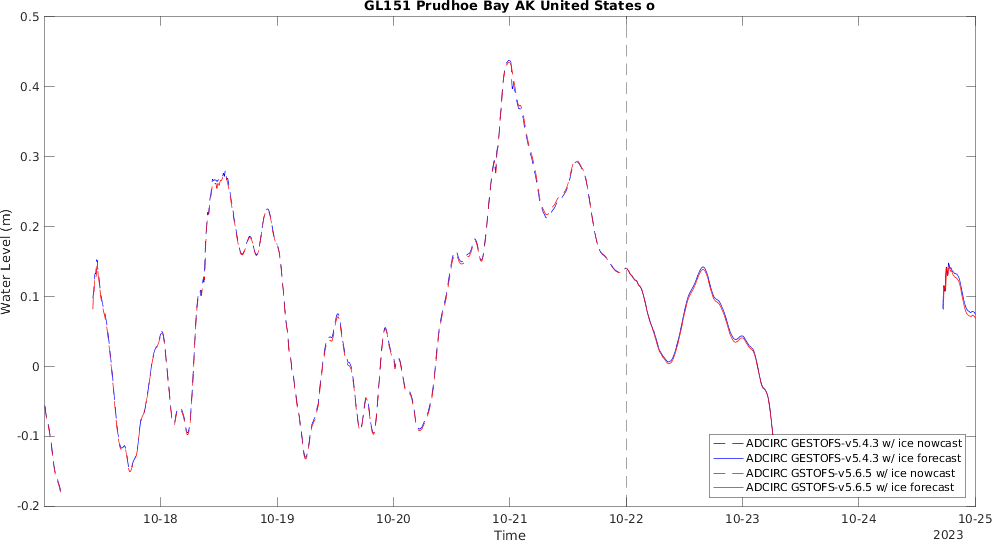 GL151 Prudhoe Bay AK United States o
0.5
0.4
0.3
0.2
0.1
0
-0.1
-0.2
Water Level (m)
10-18
10-19
10-20
10-21
10-22
10-23
10-24
10-25
Time
2023
ADCIRC GESTOFS-v5.4.3 w/ ice nowcast
ADCIRC GESTOFS-v5.4.3 w/ ice forecast
ADCIRC GSTOFS-v5.6.5 w/ ice nowcast
ADCIRC GSTOFS-v5.6.5 w/ ice forecast